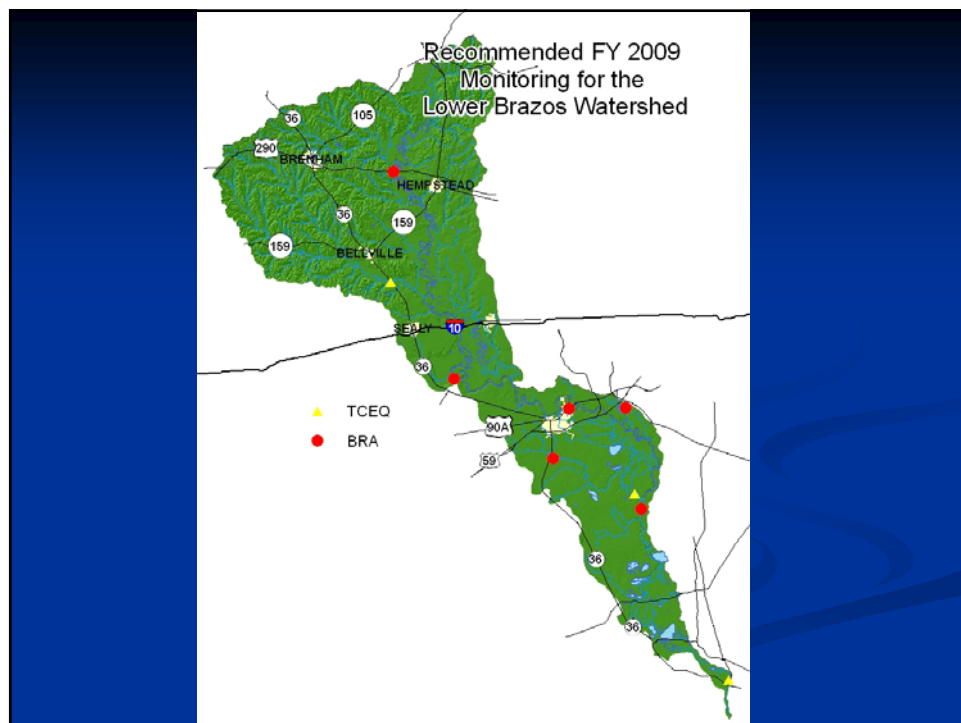 Recommended FY 2009
Monitoring for the
Lower Brazos Watershed
36
105
290
BRENHAM
HEMPSTEAD
36
159
159
BELLVILLE
SEALY
10
36
TCEQ
90A
BRA
59
36
36